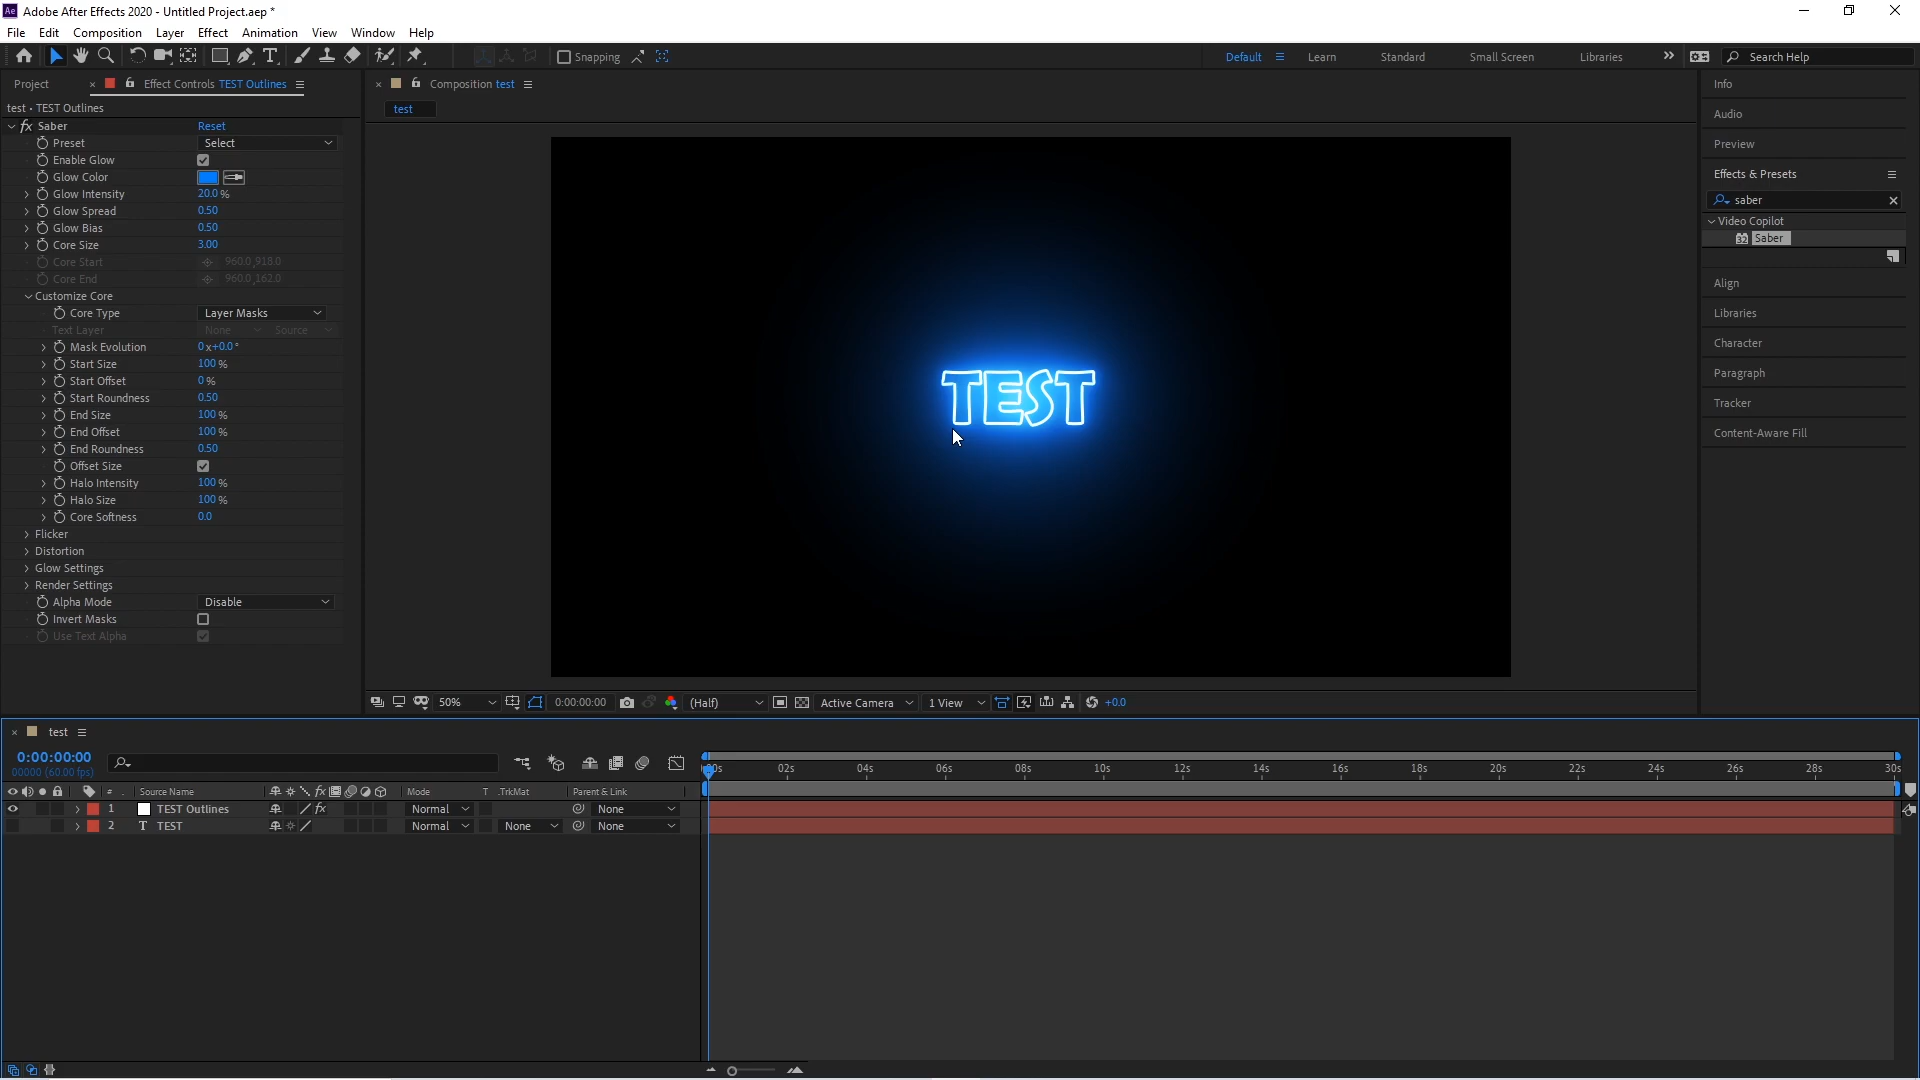 Ae Adobe After Effects 2020 - Untitled Project.aep *
File Edit Composition Layer Effect Animation View Window Help
Snapping
Default Learn Standard Small Screen Libraries Search Help
Project Effect Controls TEST Outlines
test • TEST Outlines
fx Saber Reset
Preset Select
Enable Glow
Glow Color
Glow Intensity 20.0 %
Glow Spread 0.50
Glow Bias 0.50
Core Size 3.00
Core Start 960.0,918.0
Core End 960.0,162.0
Customize Core
Core Type Layer Masks
Text Layer None Source
Mask Evolution 0x+0.0°
Start Size 100 %
Start Offset 0 %
Start Roundness 0.50
End Size 100 %
End Offset 100 %
End Roundness 0.50
Offset Size
Halo Intensity 100 %
Halo Size 100 %
Core Softness 0.0
Flicker
Distortion
Glow Settings
Render Settings
Alpha Mode Disable
Invert Masks
Use Text Alpha
Composition test
test
TEST
50% 0:00:00:00 (Half) Active Camera 1 View +0.0
Info
Audio
Preview
Effects & Presets
saber
Video Copilot
32 Saber
Align
Libraries
Character
Paragraph
Tracker
Content-Aware Fill
test
0:00:00:00
00000 (60.00 fps)
00s 02s 04s 06s 08s 10s 12s 14s 16s 18s 20s 22s 24s 26s 28s 30s
# Source Name fx Mode T .TrkMat Parent & Link
1 TEST Outlines fx Normal None
2 T TEST Normal None None